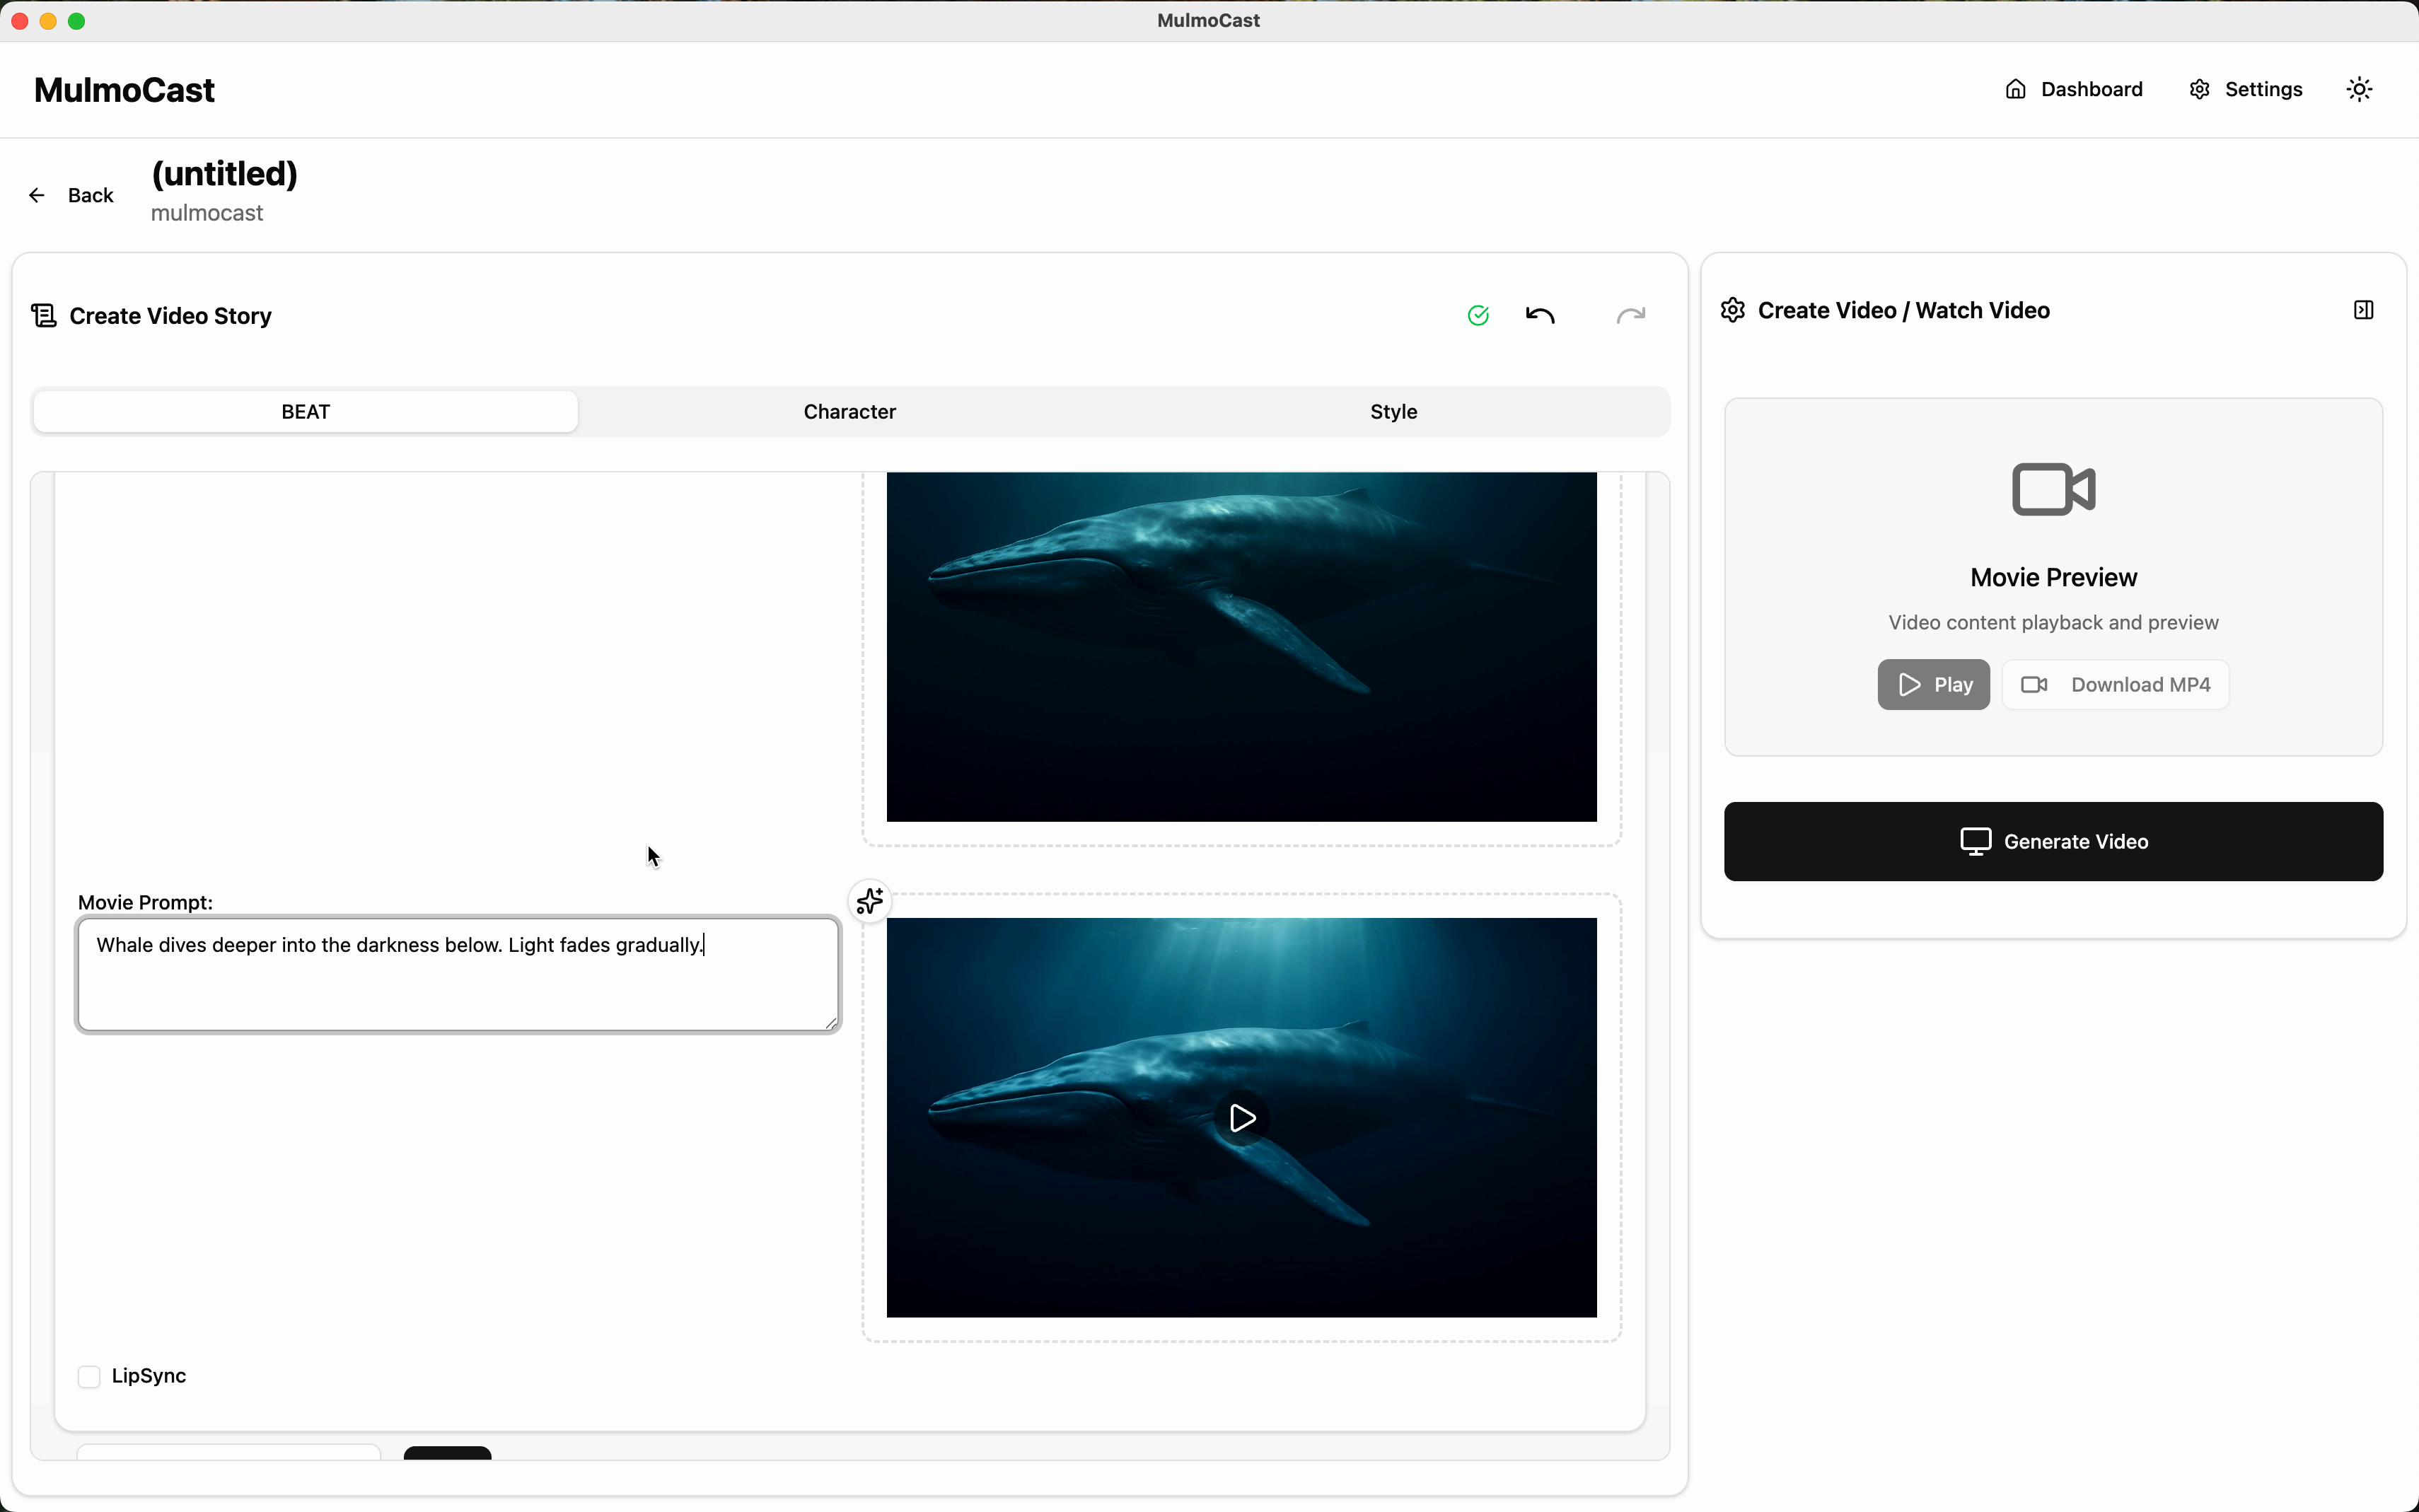 MulmoCast
MulmoCast
Dashboard
Settings
Back
(untitled)
mulmocast
Create Video Story
BEAT
Character
Style
Movie Prompt:
Whale dives deeper into the darkness below. Light fades gradually.
LipSync
Create Video / Watch Video
Movie Preview
Video content playback and preview
Play
Download MP4
Generate Video